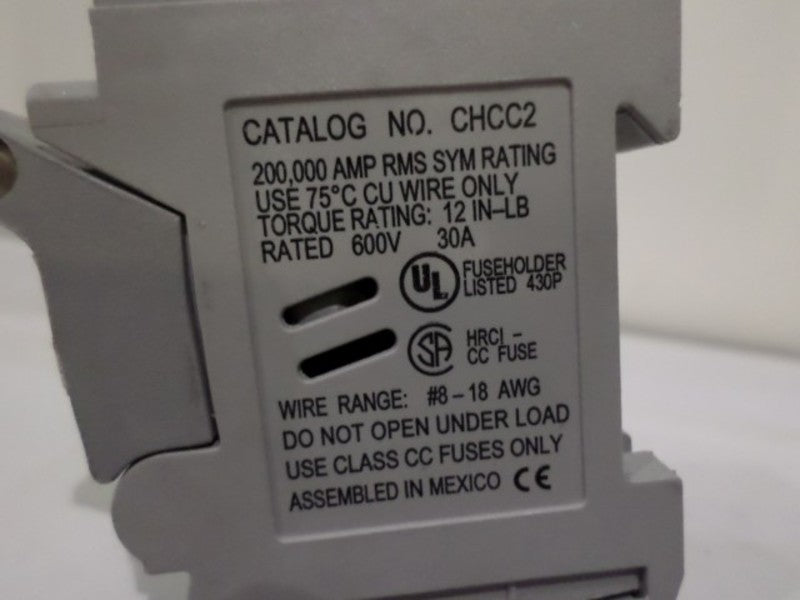 CATALOG NO. CHCC2
200,000 AMP RMS SYM RATING
USE 75°C CU WIRE ONLY
TORQUE RATING: 12 IN–LB
RATED 600V 30A
UL FUSEHOLDER
LISTED 430P
SA HRCI –
CC FUSE
WIRE RANGE: #8 – 18 AWG
DO NOT OPEN UNDER LOAD
USE CLASS CC FUSES ONLY
ASSEMBLED IN MEXICO CE